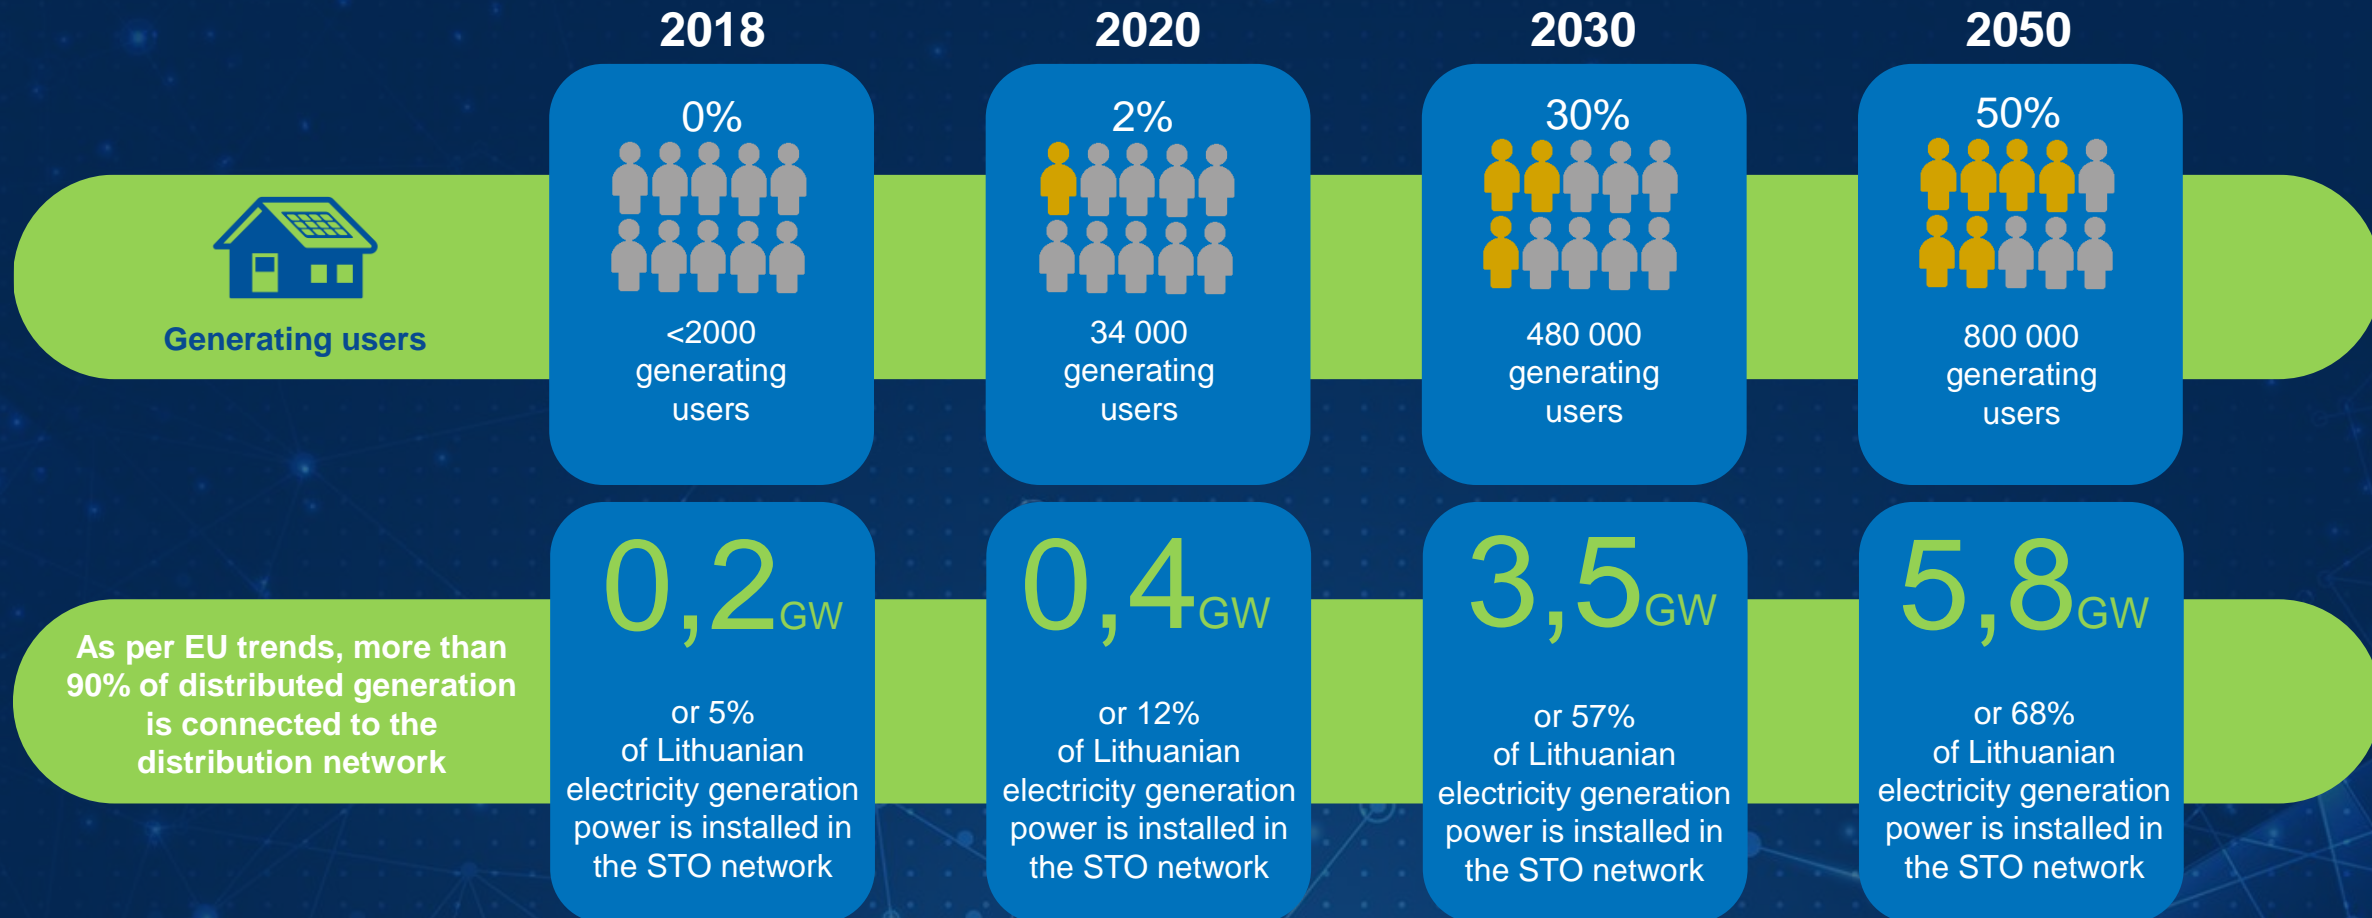 2018
2020
2030
2050
0%
2%
30%
50%
Generating users
<2000
generating
users
34 000
generating
users
480 000
generating
users
800 000
generating
users
As per EU trends, more than
90% of distributed generation
is connected to the
distribution network
0,2GW
or 5%
of Lithuanian
electricity generation
power is installed in
the STO network
0,4GW
or 12%
of Lithuanian
electricity generation
power is installed in
the STO network
3,5GW
or 57%
of Lithuanian
electricity generation
power is installed in
the STO network
5,8GW
or 68%
of Lithuanian
electricity generation
power is installed in
the STO network